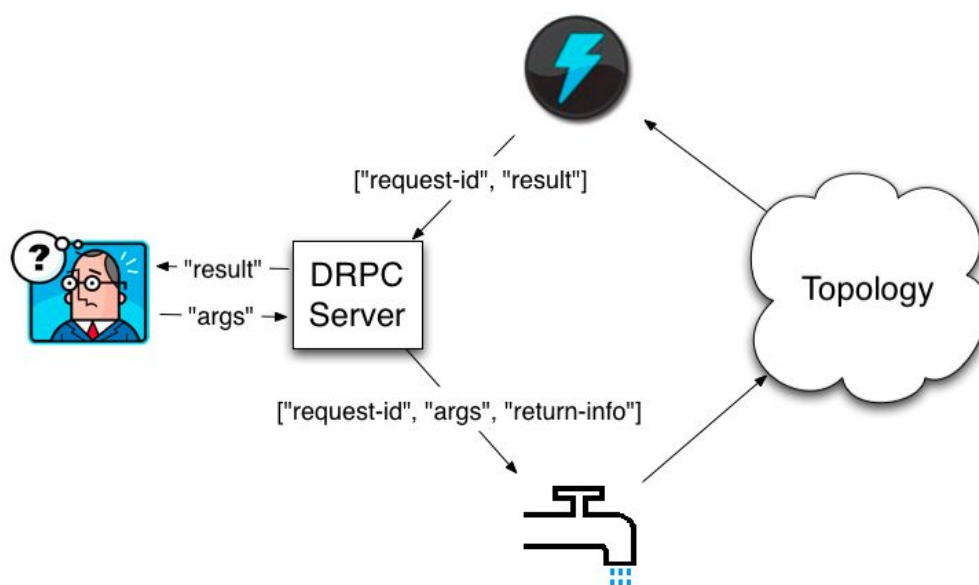 ["request-id", "result"]
?
"result"
"args"
DRPC
Server
Topology
["request-id", "args", "return-info"]